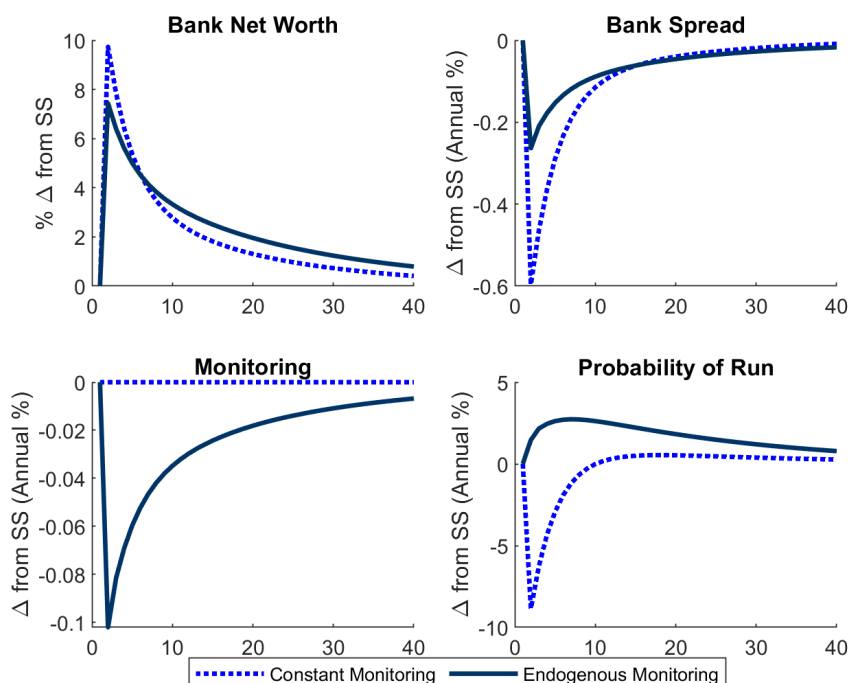 Bank Net Worth
% Δ from SS
10
8
6
4
2
0
0 10 20 30 40
Bank Spread
Δ from SS (Annual %)
0
-0.2
-0.4
-0.6
0 10 20 30 40
Monitoring
Δ from SS (Annual %)
0
-0.02
-0.04
-0.06
-0.08
-0.1
0 10 20 30 40
Probability of Run
Δ from SS (Annual %)
5
0
-5
-10
0 10 20 30 40
Constant Monitoring Endogenous Monitoring